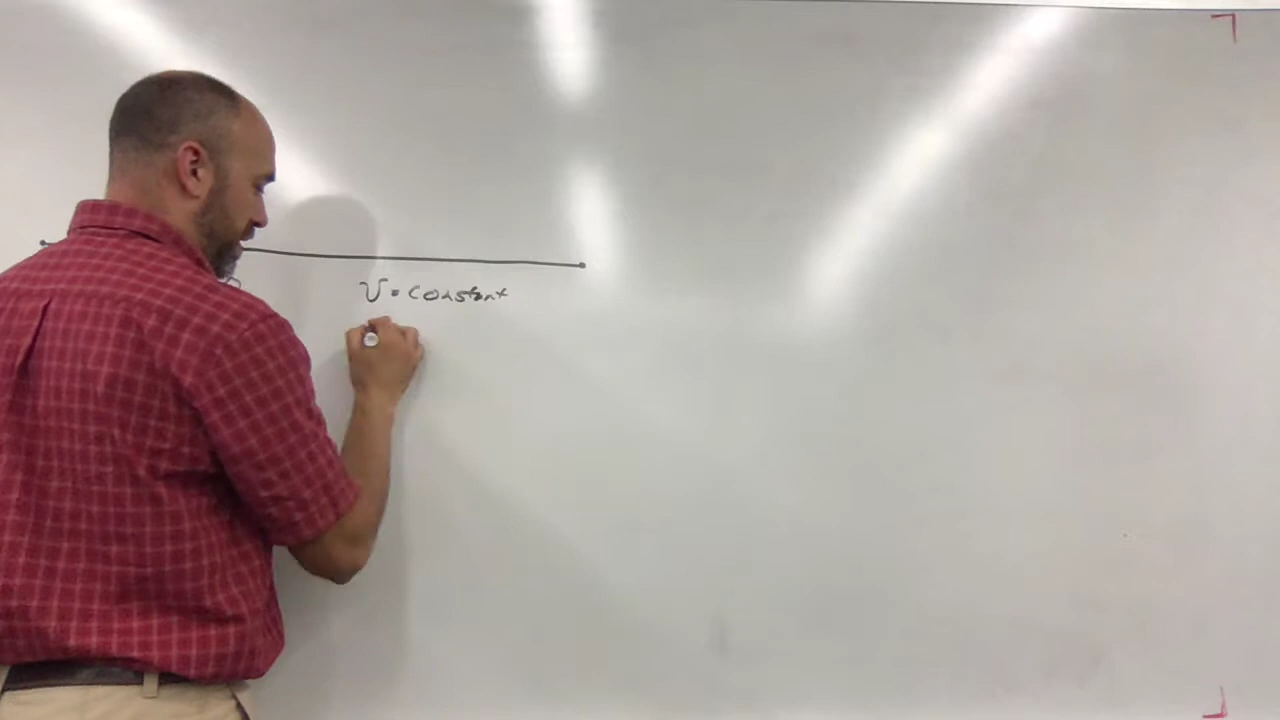 v = constant